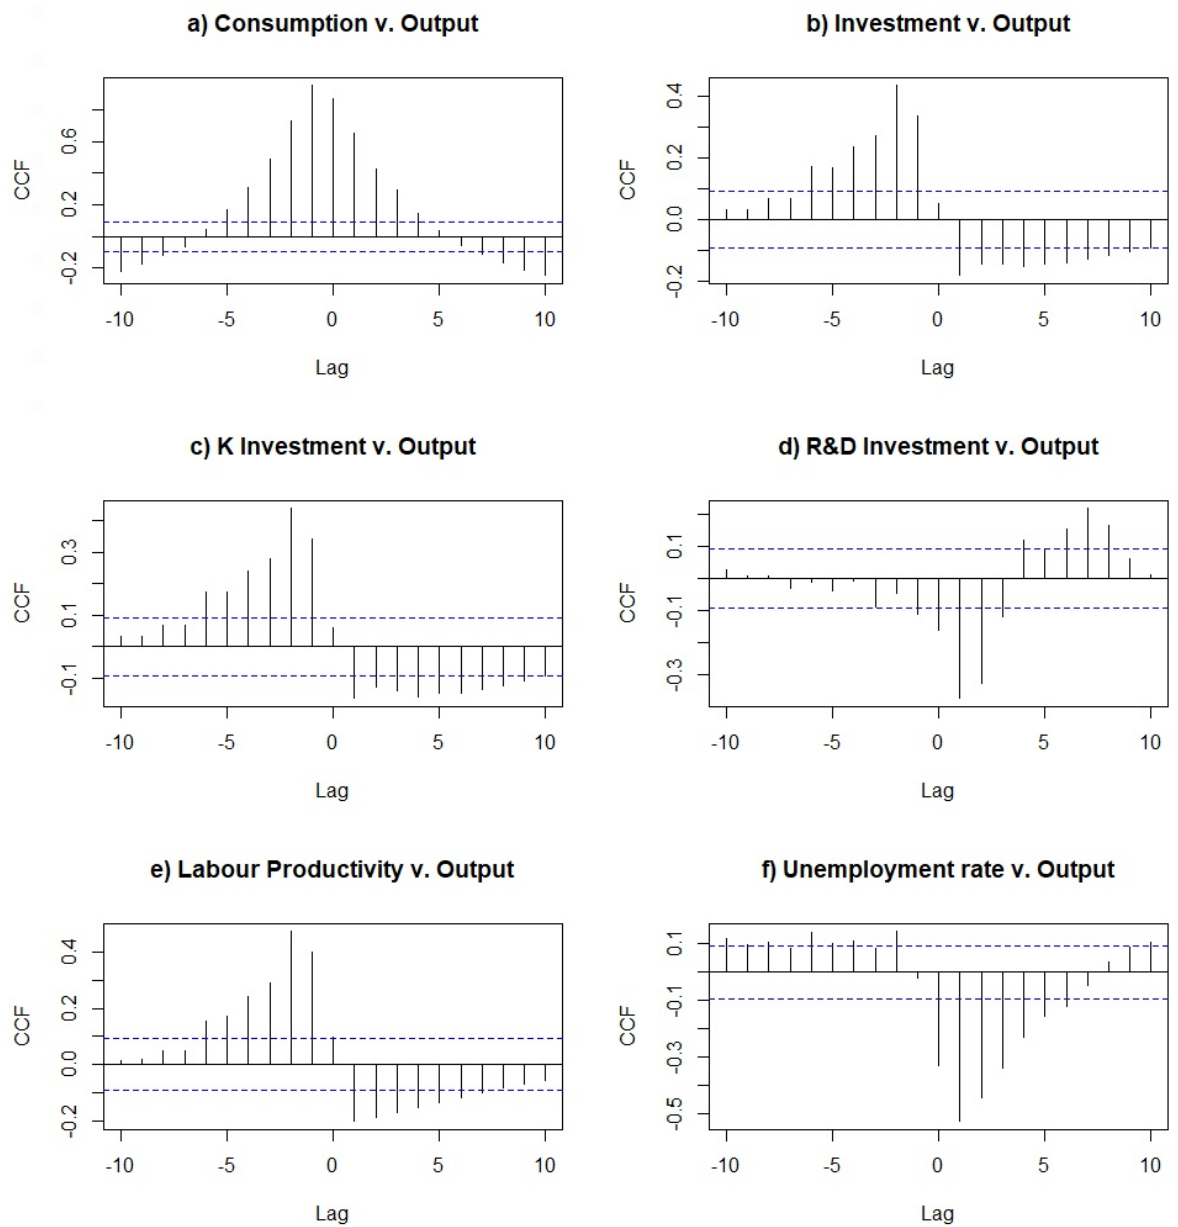 a) Consumption v. Output
CCF
-0.2 0.2 0.6
-10 -5 0 5 10
Lag
b) Investment v. Output
CCF
-0.2 0.0 0.2 0.4
-10 -5 0 5 10
Lag
c) K Investment v. Output
CCF
-0.1 0.1 0.3
-10 -5 0 5 10
Lag
d) R&D Investment v. Output
CCF
-0.3 -0.1 0.1
-10 -5 0 5 10
Lag
e) Labour Productivity v. Output
CCF
-0.2 0.0 0.2 0.4
-10 -5 0 5 10
Lag
f) Unemployment rate v. Output
CCF
-0.5 -0.3 -0.1 0.1
-10 -5 0 5 10
Lag